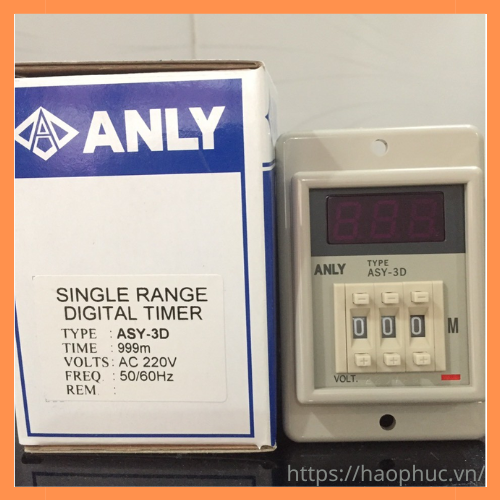 ANLY
SINGLE RANGE
DIGITAL TIMER
TYPE : ASY-3D
TIME : 999m
VOLTS : AC 220V
FREQ. : 50/60Hz
REM :
888.
ANLY
TYPE
ASY-3D
0 0 0 M
VOLT.
https://haophuc.vn/